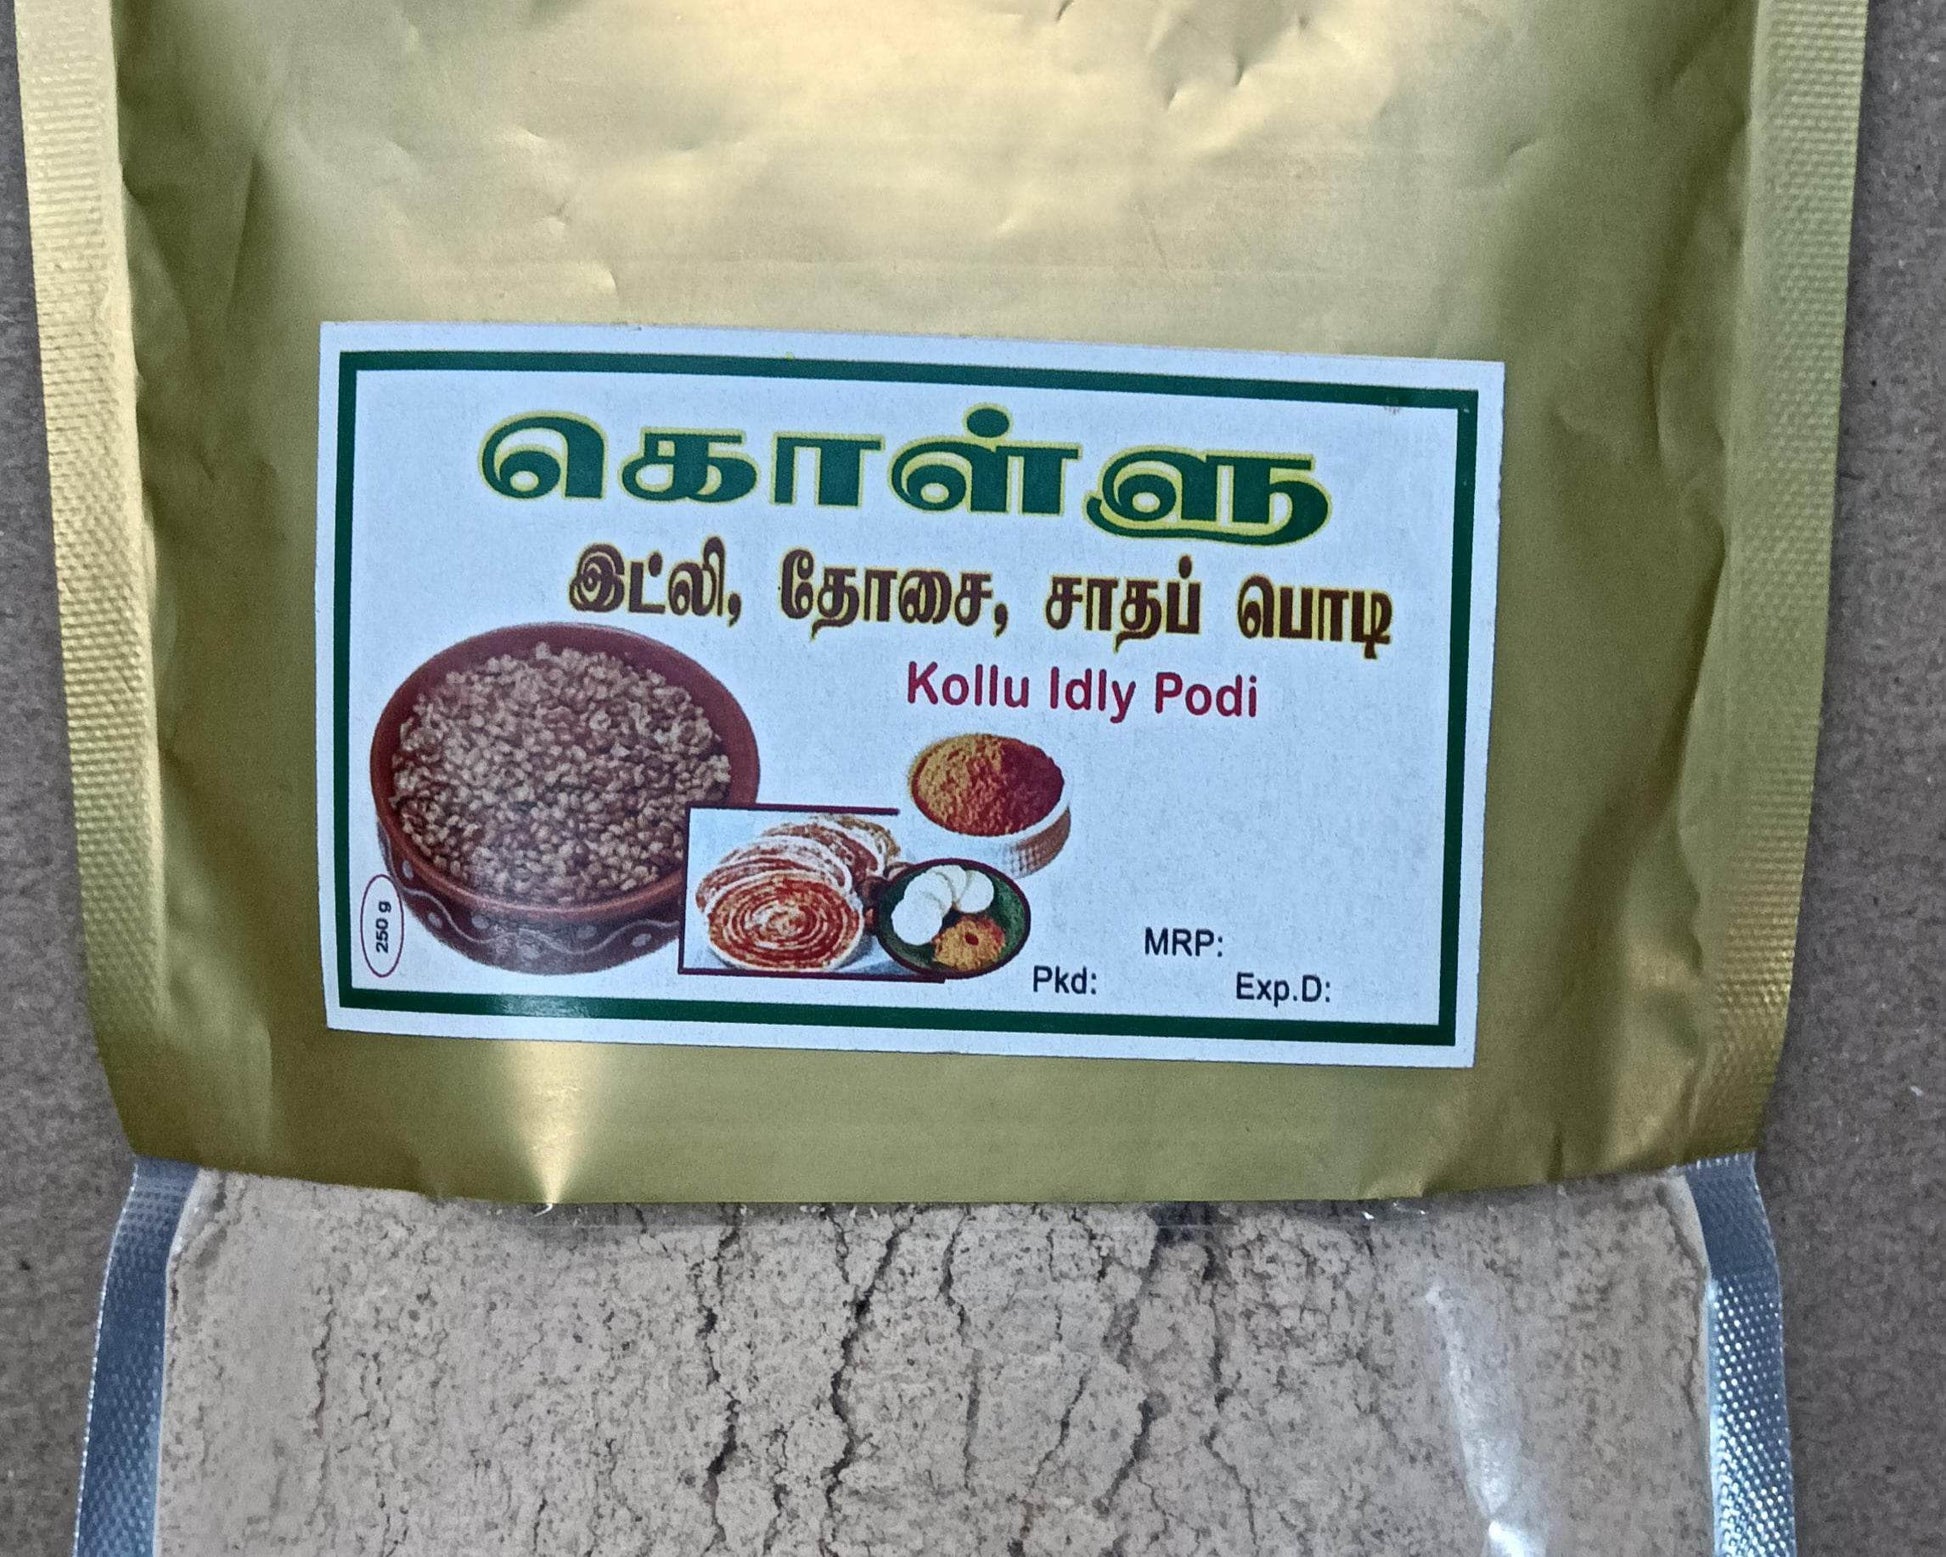 கொள்ளு
இட்லி, தோசை, சாதப் பொடி
Kollu Idly Podi
250 g
MRP:
Pkd: Exp.D: